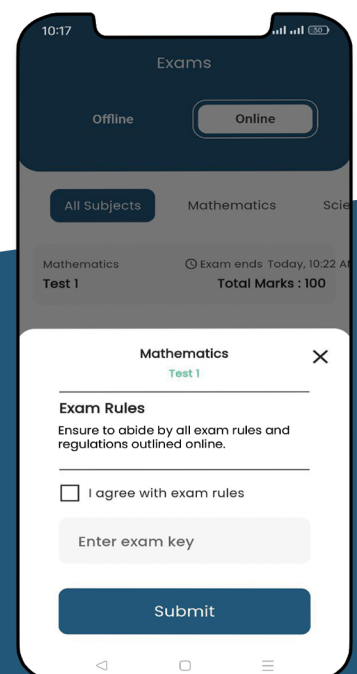 10:17
50
Exams
Offline
Online
All Subjects
Mathematics
Mathematics
Exam ends Today, 10:22
Test 1
Total Marks : 100
Mathematics
Test 1
Exam Rules
Ensure to abide by all exam rules and
regulations outlined online.
I agree with exam rules
Enter exam key
Submit